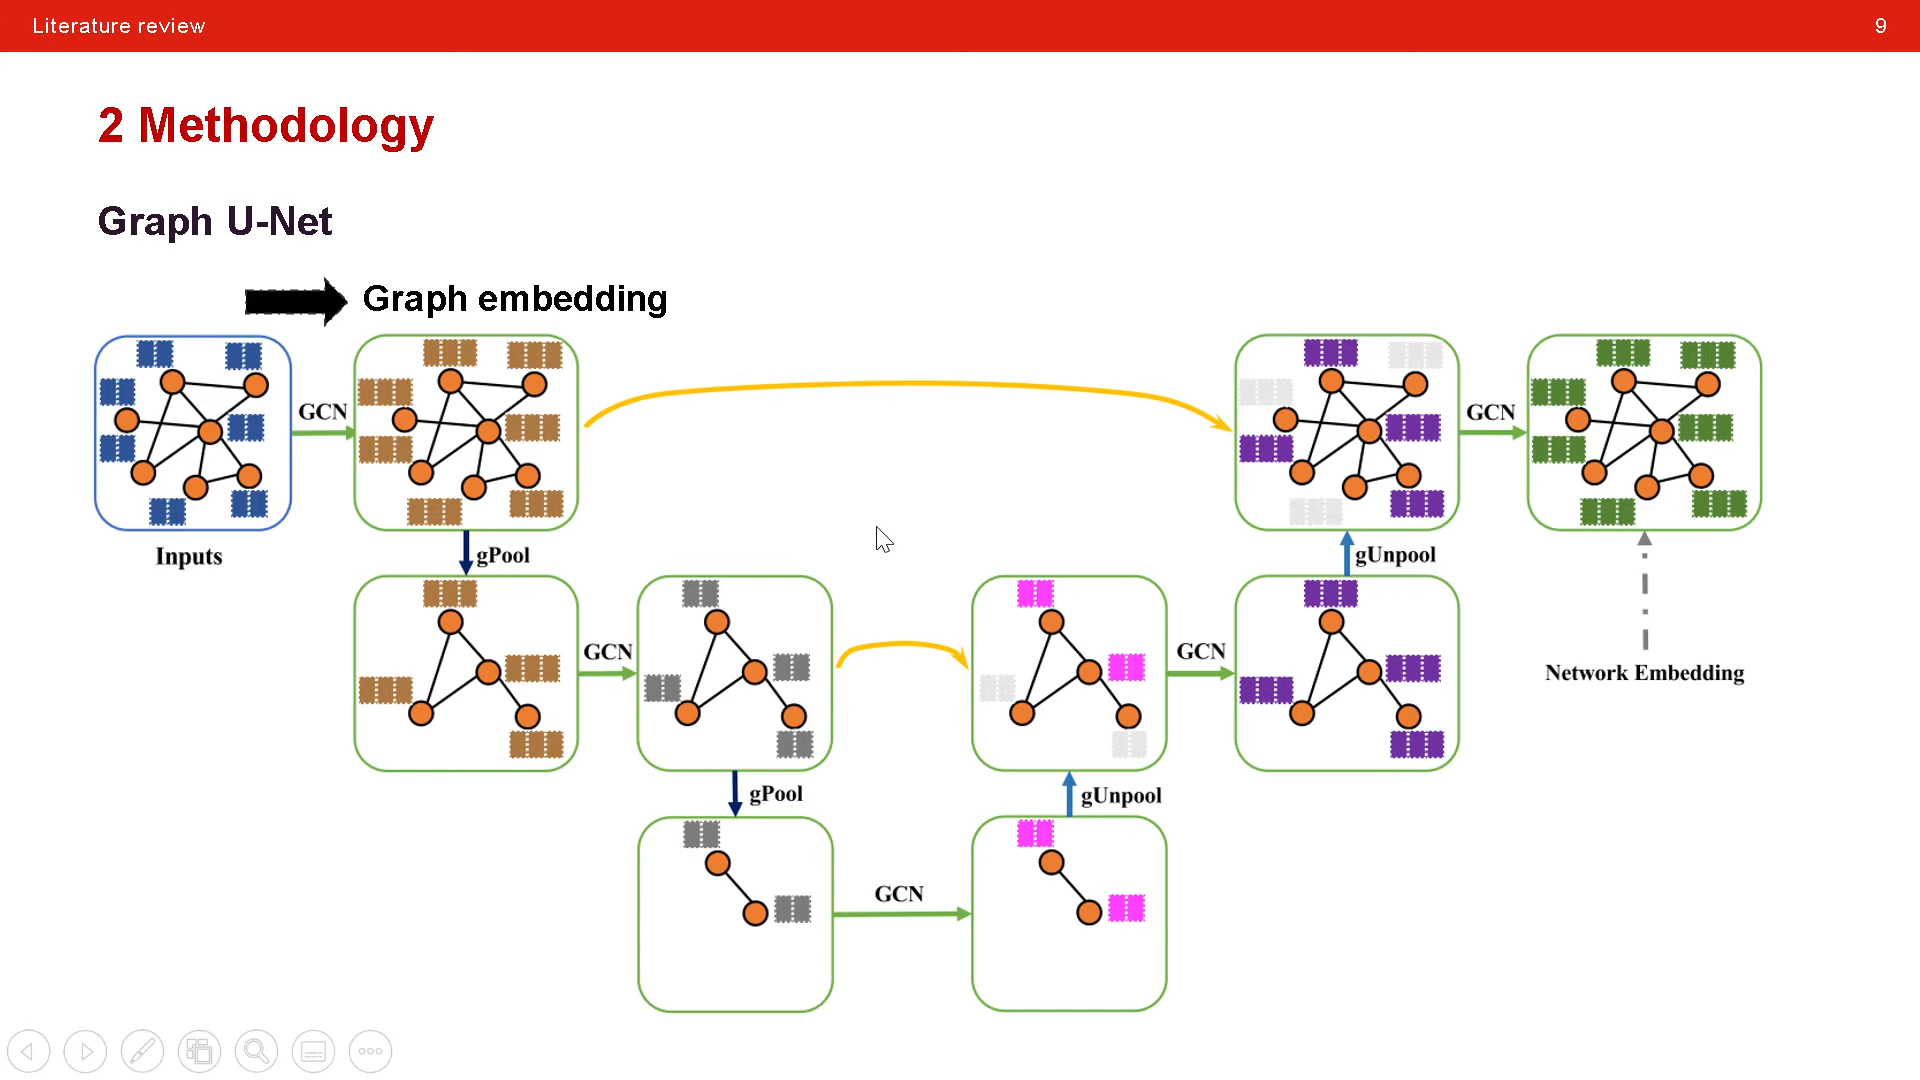 Literature review
9
2 Methodology
Graph U-Net
Graph embedding
GCN
GCN
Inputs
gPool
gUnpool
GCN
GCN
Network Embedding
gPool
gUnpool
GCN